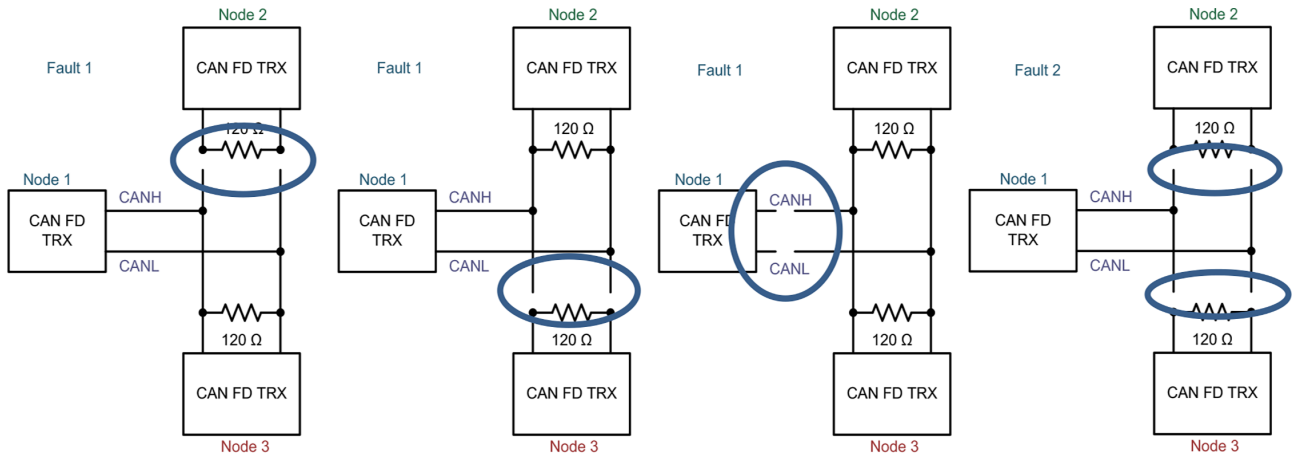 Node 2
Fault 1
CAN FD TRX
120 Ω
Node 1
CANH
CAN FD
TRX
CANL
120 Ω
CAN FD TRX
Node 3
Node 2
Fault 1
CAN FD TRX
120 Ω
Node 1
CANH
CAN FD
TRX
CANL
120 Ω
CAN FD TRX
Node 3
Node 2
Fault 1
CAN FD TRX
120 Ω
Node 1
CANH
CAN FD
TRX
CANL
120 Ω
CAN FD TRX
Node 3
Node 2
Fault 2
CAN FD TRX
120 Ω
Node 1
CANH
CAN FD
TRX
CANL
120 Ω
CAN FD TRX
Node 3